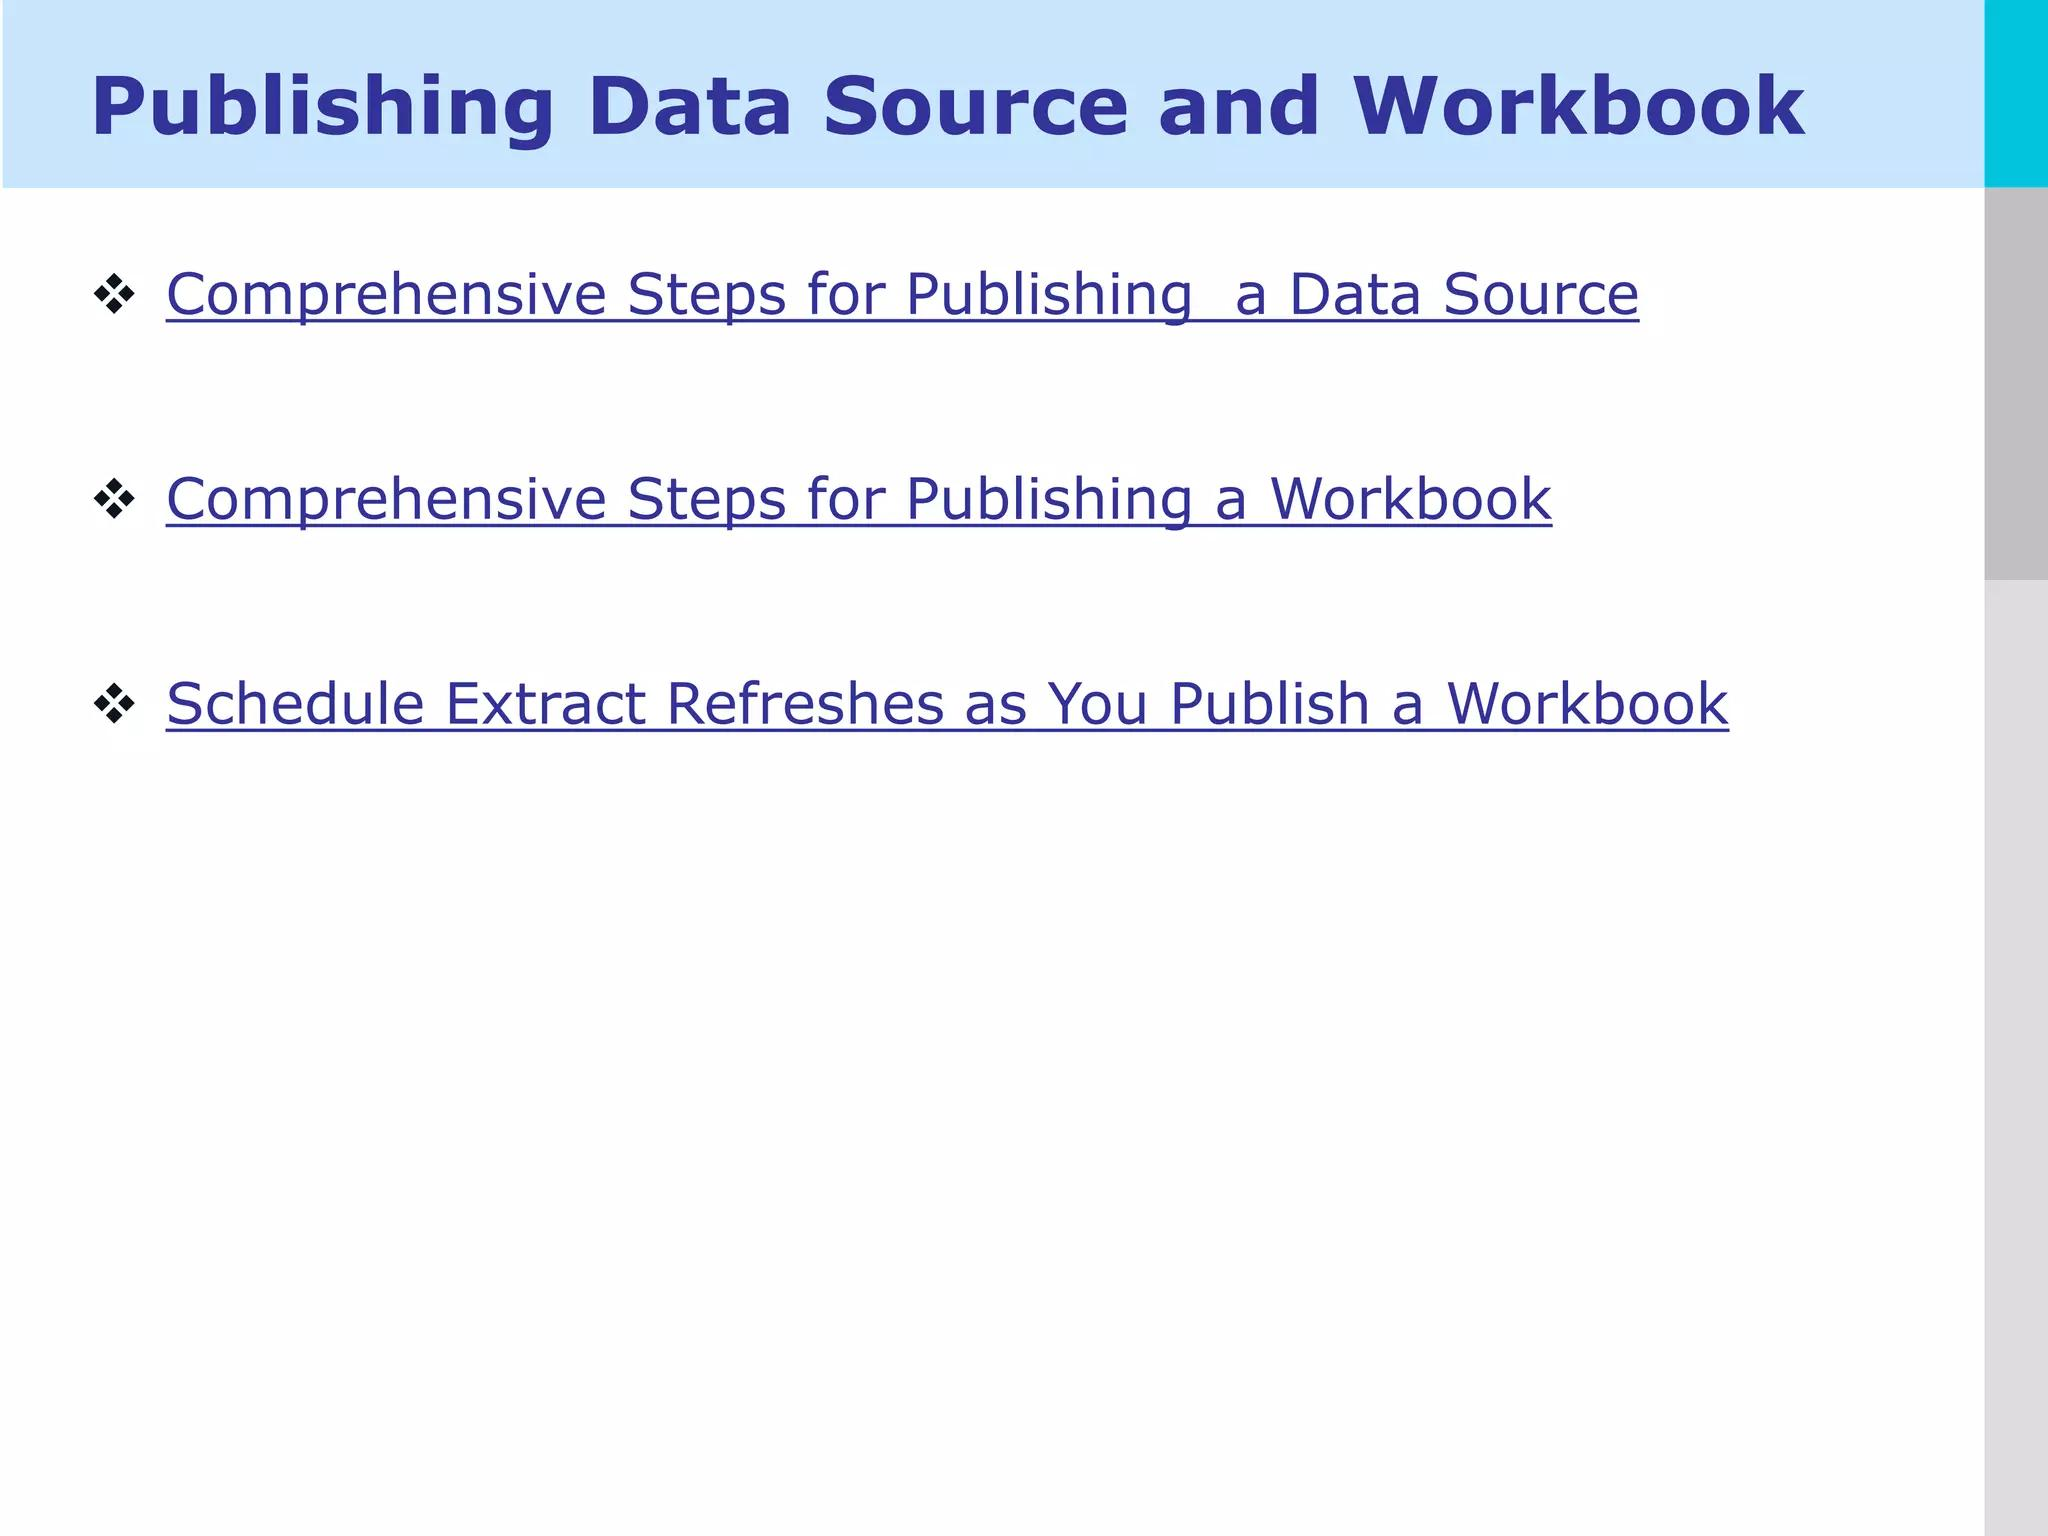 Publishing Data Source and Workbook
❖ Comprehensive Steps for Publishing  a Data Source
❖ Comprehensive Steps for Publishing a Workbook
❖ Schedule Extract Refreshes as You Publish a Workbook